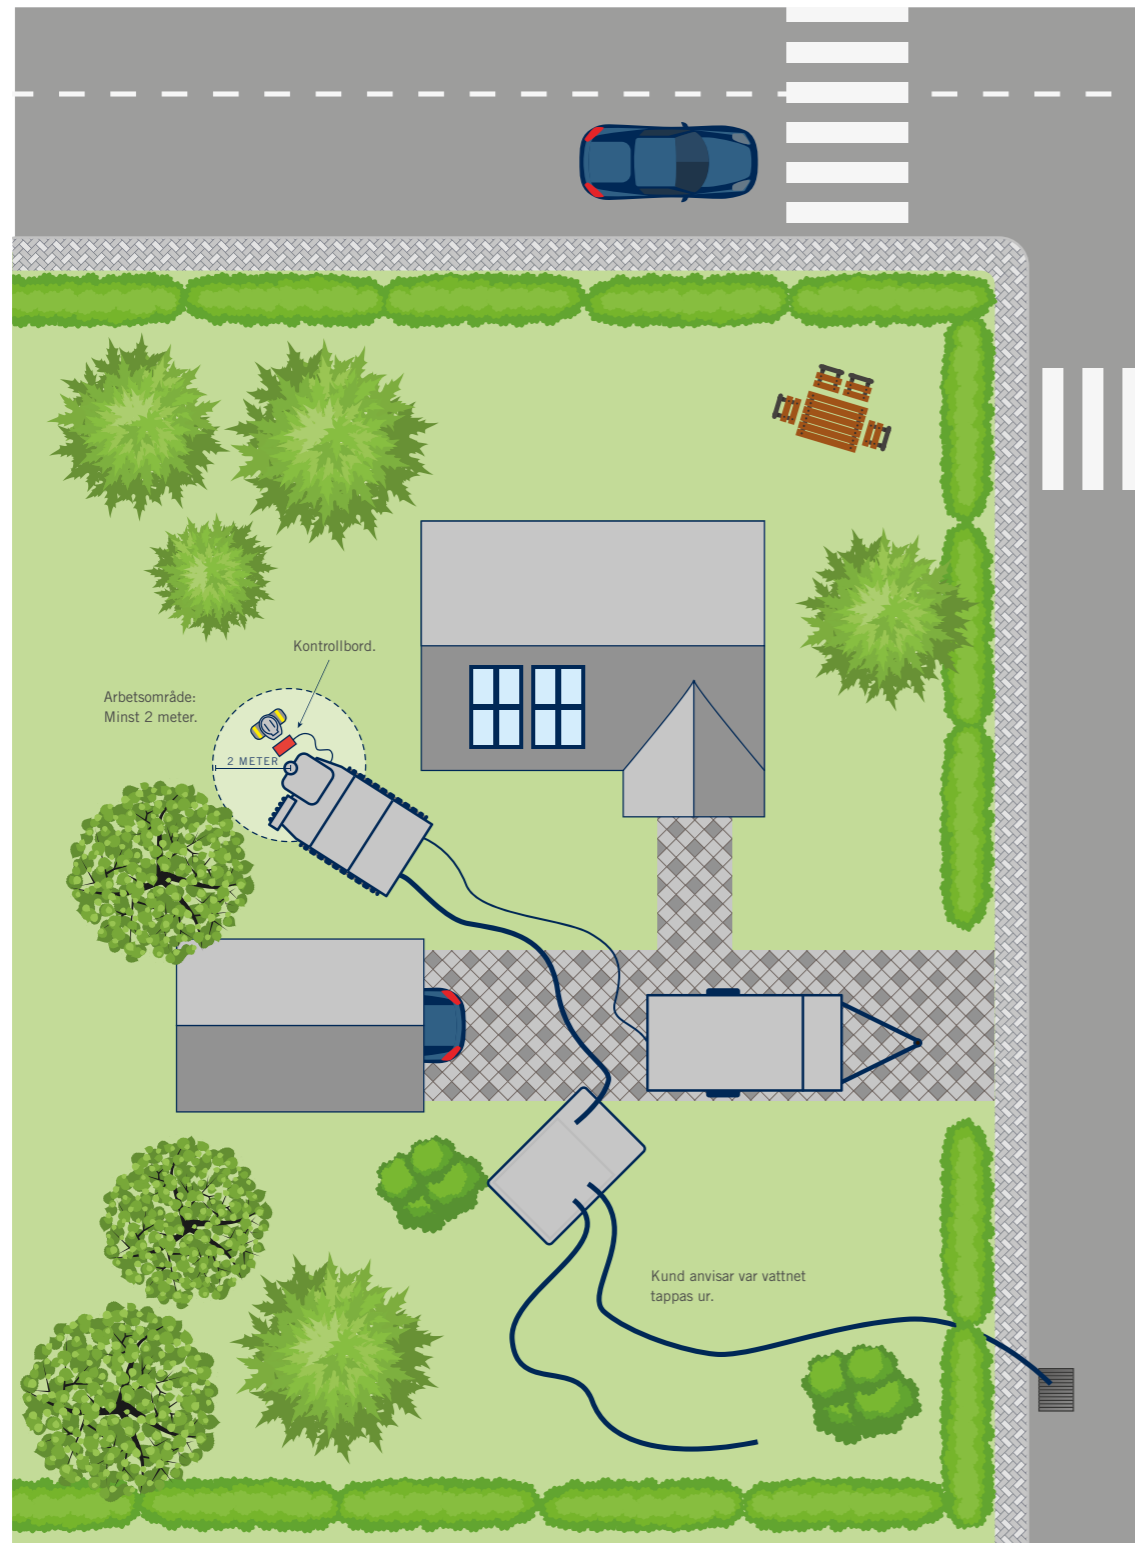 Kontrollbord.
Arbetsområde:
Minst 2 meter.
2 METER
Kund anvisar var vattnet
tappas ur.